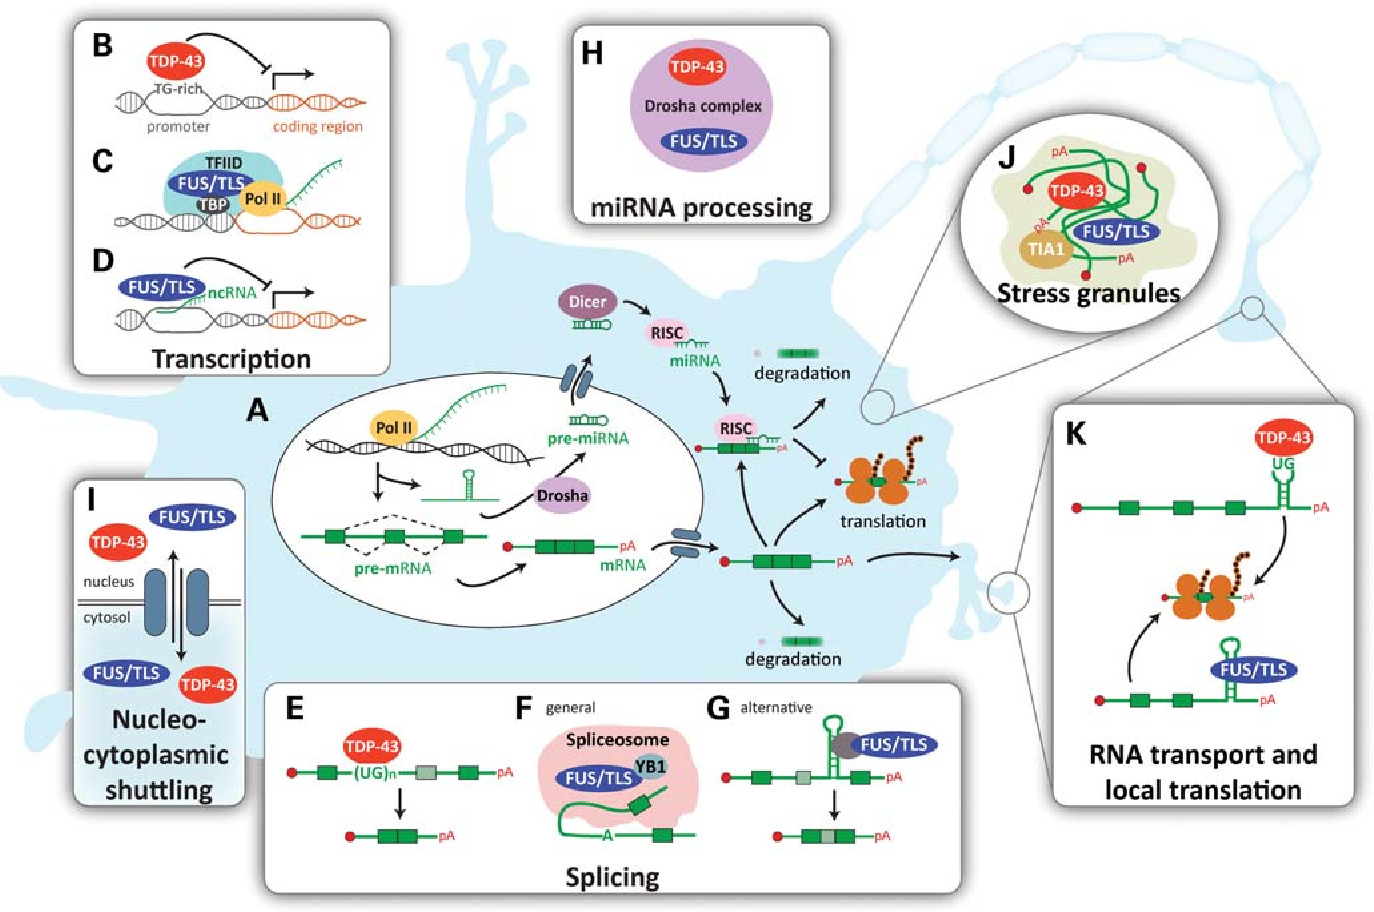 B
TDP-43
TG-rich
promoter
coding region
C
TFIID
FUS/TLS
TBP
Pol II
D
FUS/TLS
ncRNA
Transcription
H
TDP-43
Drosha complex
FUS/TLS
miRNA processing
J
pA
TDP-43
pA
FUS/TLS
TIA1
pA
Stress granules
A
Pol II
pre-mRNA
Drosha
pre-miRNA
pA
mRNA
Dicer
RISC
miRNA
degradation
RISC
pA
pA
translation
pA
degradation
I
FUS/TLS
TDP-43
nucleus
cytosol
FUS/TLS
TDP-43
Nucleo-
cytoplasmic
shuttling
E
TDP-43
(UG)n
pA
pA
F
general
Spliceosome
YB1
FUS/TLS
A
G
alternative
FUS/TLS
pA
pA
Splicing
K
TDP-43
UG
pA
pA
FUS/TLS
pA
RNA transport and
local translation